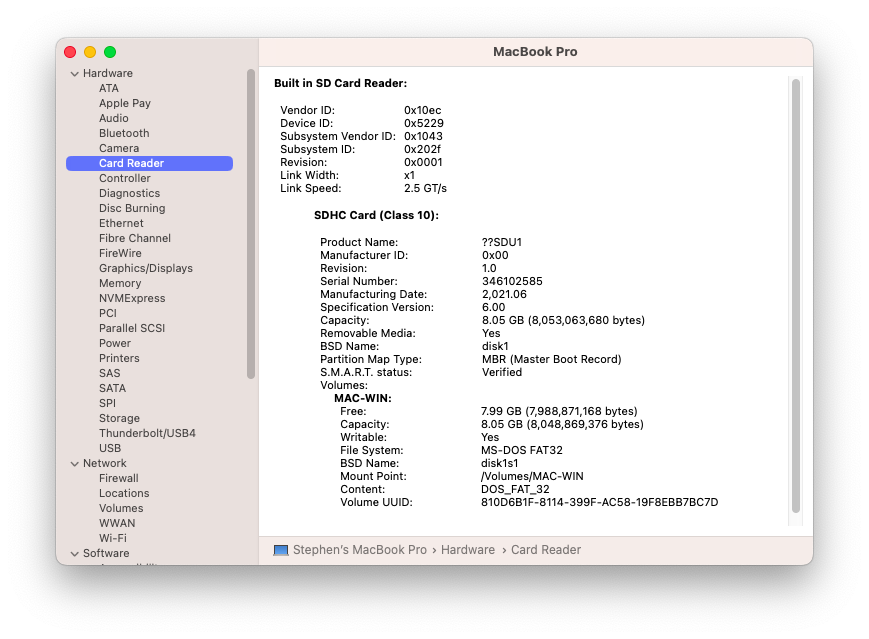 MacBook Pro
Hardware
ATA
Apple Pay
Audio
Bluetooth
Camera
Card Reader
Controller
Diagnostics
Disc Burning
Ethernet
Fibre Channel
FireWire
Graphics/Displays
Memory
NVMExpress
PCI
Parallel SCSI
Power
Printers
SAS
SATA
SPI
Storage
Thunderbolt/USB4
USB
Network
Firewall
Locations
Volumes
WWAN
Wi-Fi
Software
Built in SD Card Reader:
Vendor ID: 0x10ec
Device ID: 0x5229
Subsystem Vendor ID: 0x1043
Subsystem ID: 0x202f
Revision: 0x0001
Link Width: x1
Link Speed: 2.5 GT/s
SDHC Card (Class 10):
Product Name: ??SDU1
Manufacturer ID: 0x00
Revision: 1.0
Serial Number: 346102585
Manufacturing Date: 2,021.06
Specification Version: 6.00
Capacity: 8.05 GB (8,053,063,680 bytes)
Removable Media: Yes
BSD Name: disk1
Partition Map Type: MBR (Master Boot Record)
S.M.A.R.T. status: Verified
Volumes:
MAC-WIN:
Free: 7.99 GB (7,988,871,168 bytes)
Capacity: 8.05 GB (8,048,869,376 bytes)
Writable: Yes
File System: MS-DOS FAT32
BSD Name: disk1s1
Mount Point: /Volumes/MAC-WIN
Content: DOS_FAT_32
Volume UUID: 810D6B1F-8114-399F-AC58-19F8EBB7BC7D
Stephen's MacBook Pro › Hardware › Card Reader